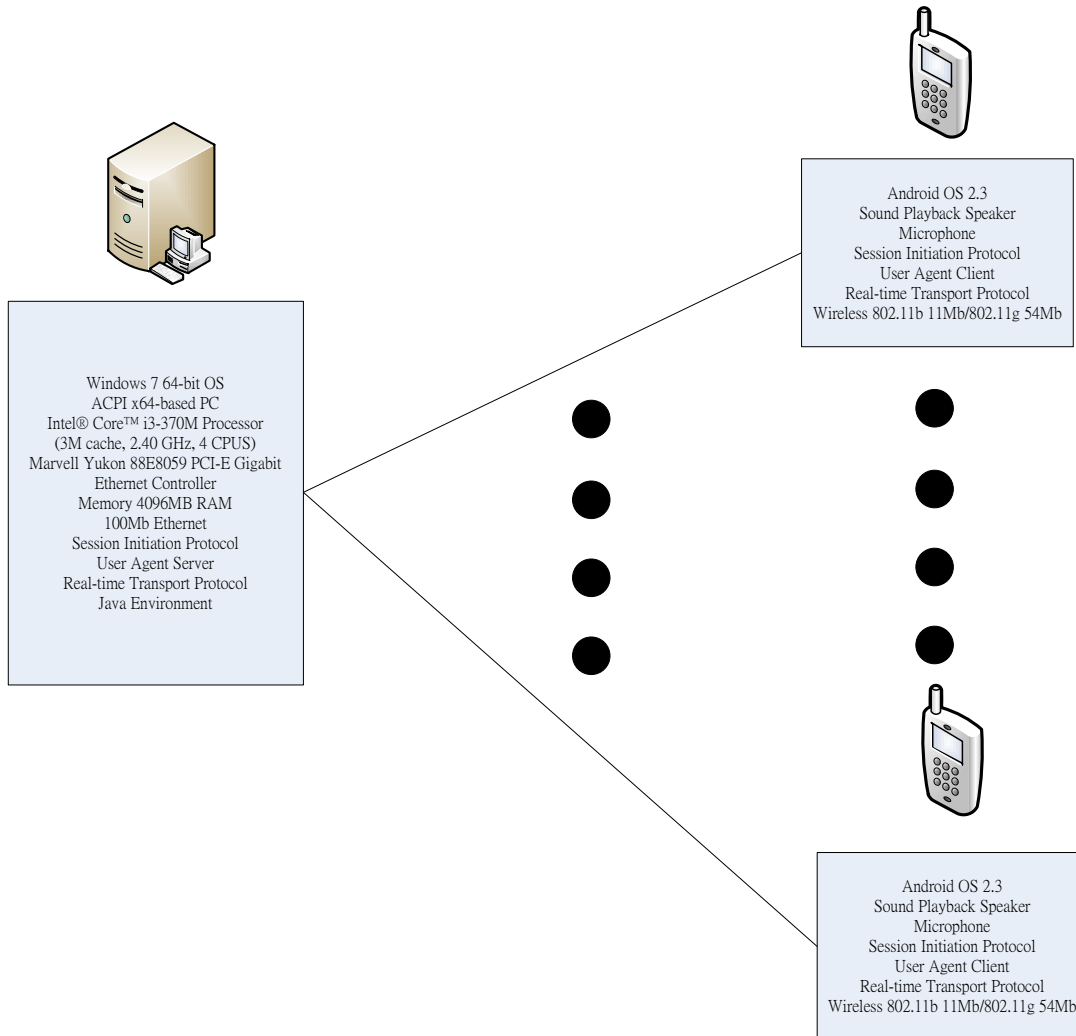 Android OS 2.3
Sound Playback Speaker
Microphone
Session Initiation Protocol
User Agent Client
Real-time Transport Protocol
Wireless 802.11b 11Mb/802.11g 54Mb
Windows 7 64-bit OS
ACPI x64-based PC
Intel® Core™ i3-370M Processor
(3M cache, 2.40 GHz, 4 CPUS)
Marvell Yukon 88E8059 PCI-E Gigabit
Ethernet Controller
Memory 4096MB RAM
100Mb Ethernet
Session Initiation Protocol
User Agent Server
Real-time Transport Protocol
Java Environment
Android OS 2.3
Sound Playback Speaker
Microphone
Session Initiation Protocol
User Agent Client
Real-time Transport Protocol
Wireless 802.11b 11Mb/802.11g 54Mb